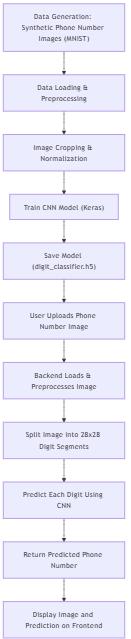 Data Generation:
Synthetic Phone Number
Images (MNIST)
Data Loading &
Preprocessing
Image Cropping &
Normalization
Train CNN Model (Keras)
Save Model
(digit_classifier.h5)
User Uploads Phone
Number Image
Backend Loads &
Preprocesses Image
Split Image into 28x28
Digit Segments
Predict Each Digit Using
CNN
Return Predicted Phone
Number
Display Image and
Prediction on Frontend